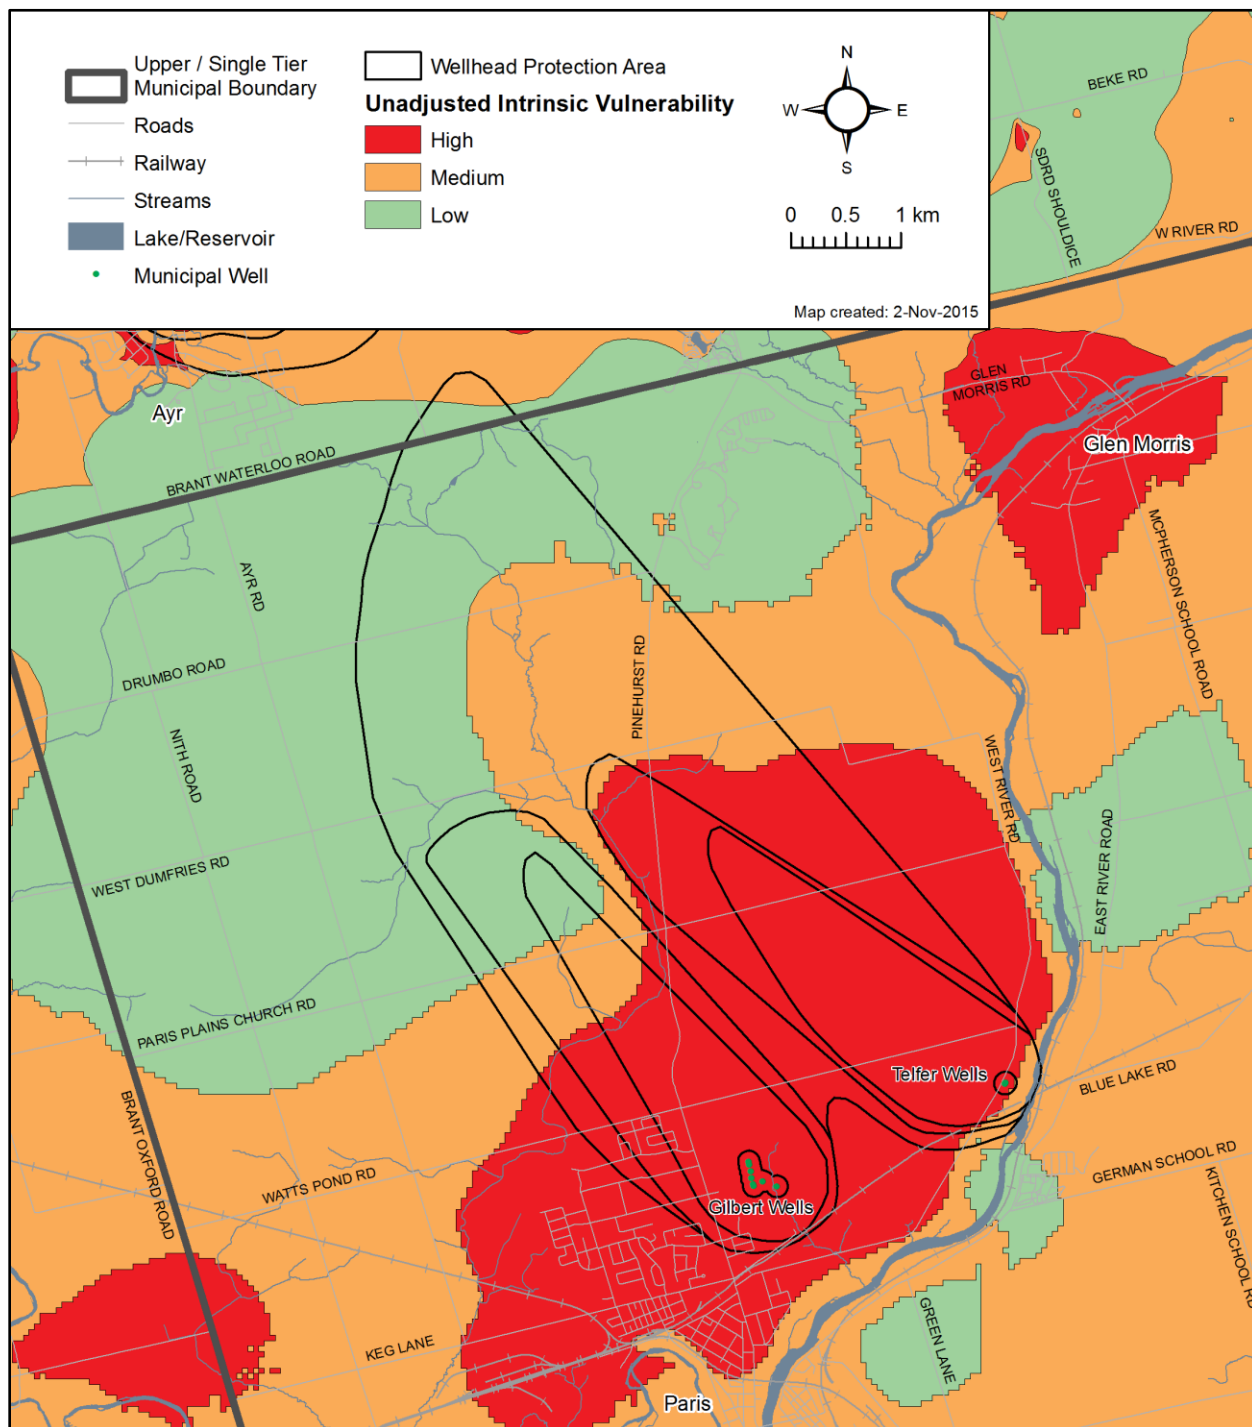 Upper / Single Tier
Municipal Boundary
Roads
Railway
Streams
Lake/Reservoir
Municipal Well
Wellhead Protection Area
Unadjusted Intrinsic Vulnerability
High
Medium
Low
N
W E
S
0 0.5 1 km
Map created: 2-Nov-2015
BEKE RD
SDRD SHOULDICE
W RIVER RD
GLEN
MORRIS RD
Ayr
Glen Morris
BRANT WATERLOO ROAD
MCPHERSON SCHOOL ROAD
AYR RD
DRUMBO ROAD
PINEHURST RD
NITH ROAD
WEST RIVER RD
WEST DUMFRIES RD
EAST RIVER ROAD
PARIS PLAINS CHURCH RD
Telfer Wells
BLUE LAKE RD
BRANT OXFORD ROAD
WATTS POND RD
GERMAN SCHOOL RD
Gilbert Wells
KITCHEN SCHOOL RD
KEG LANE
GREEN LANE
Paris